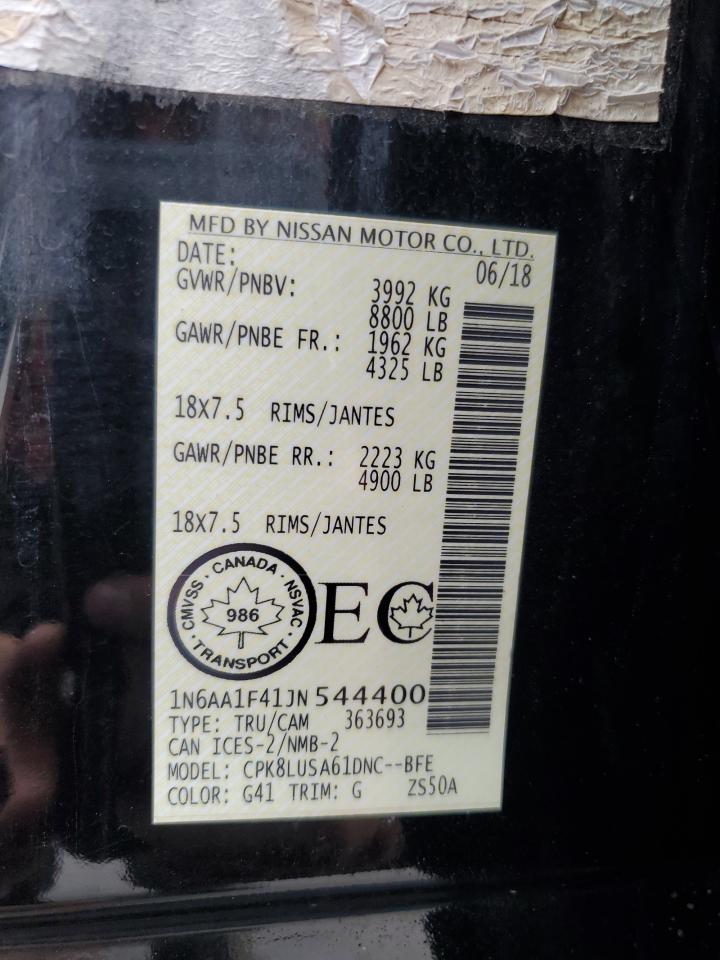 MFD BY NISSAN MOTOR CO., LTD.
DATE: 06/18
GVWR/PNBV: 3992 KG
8800 LB
GAWR/PNBE FR.: 1962 KG
4325 LB
18X7.5 RIMS/JANTES
GAWR/PNBE RR.: 2223 KG
4900 LB
18X7.5 RIMS/JANTES
CMVSS · CANADA · NSVAC · TRANSPORT ·
986
EC
1N6AA1F41JN544400
TYPE: TRU/CAM 363693
CAN ICES-2/NMB-2
MODEL: CPK8LUSA61DNC--BFE
COLOR: G41 TRIM: G ZS50A